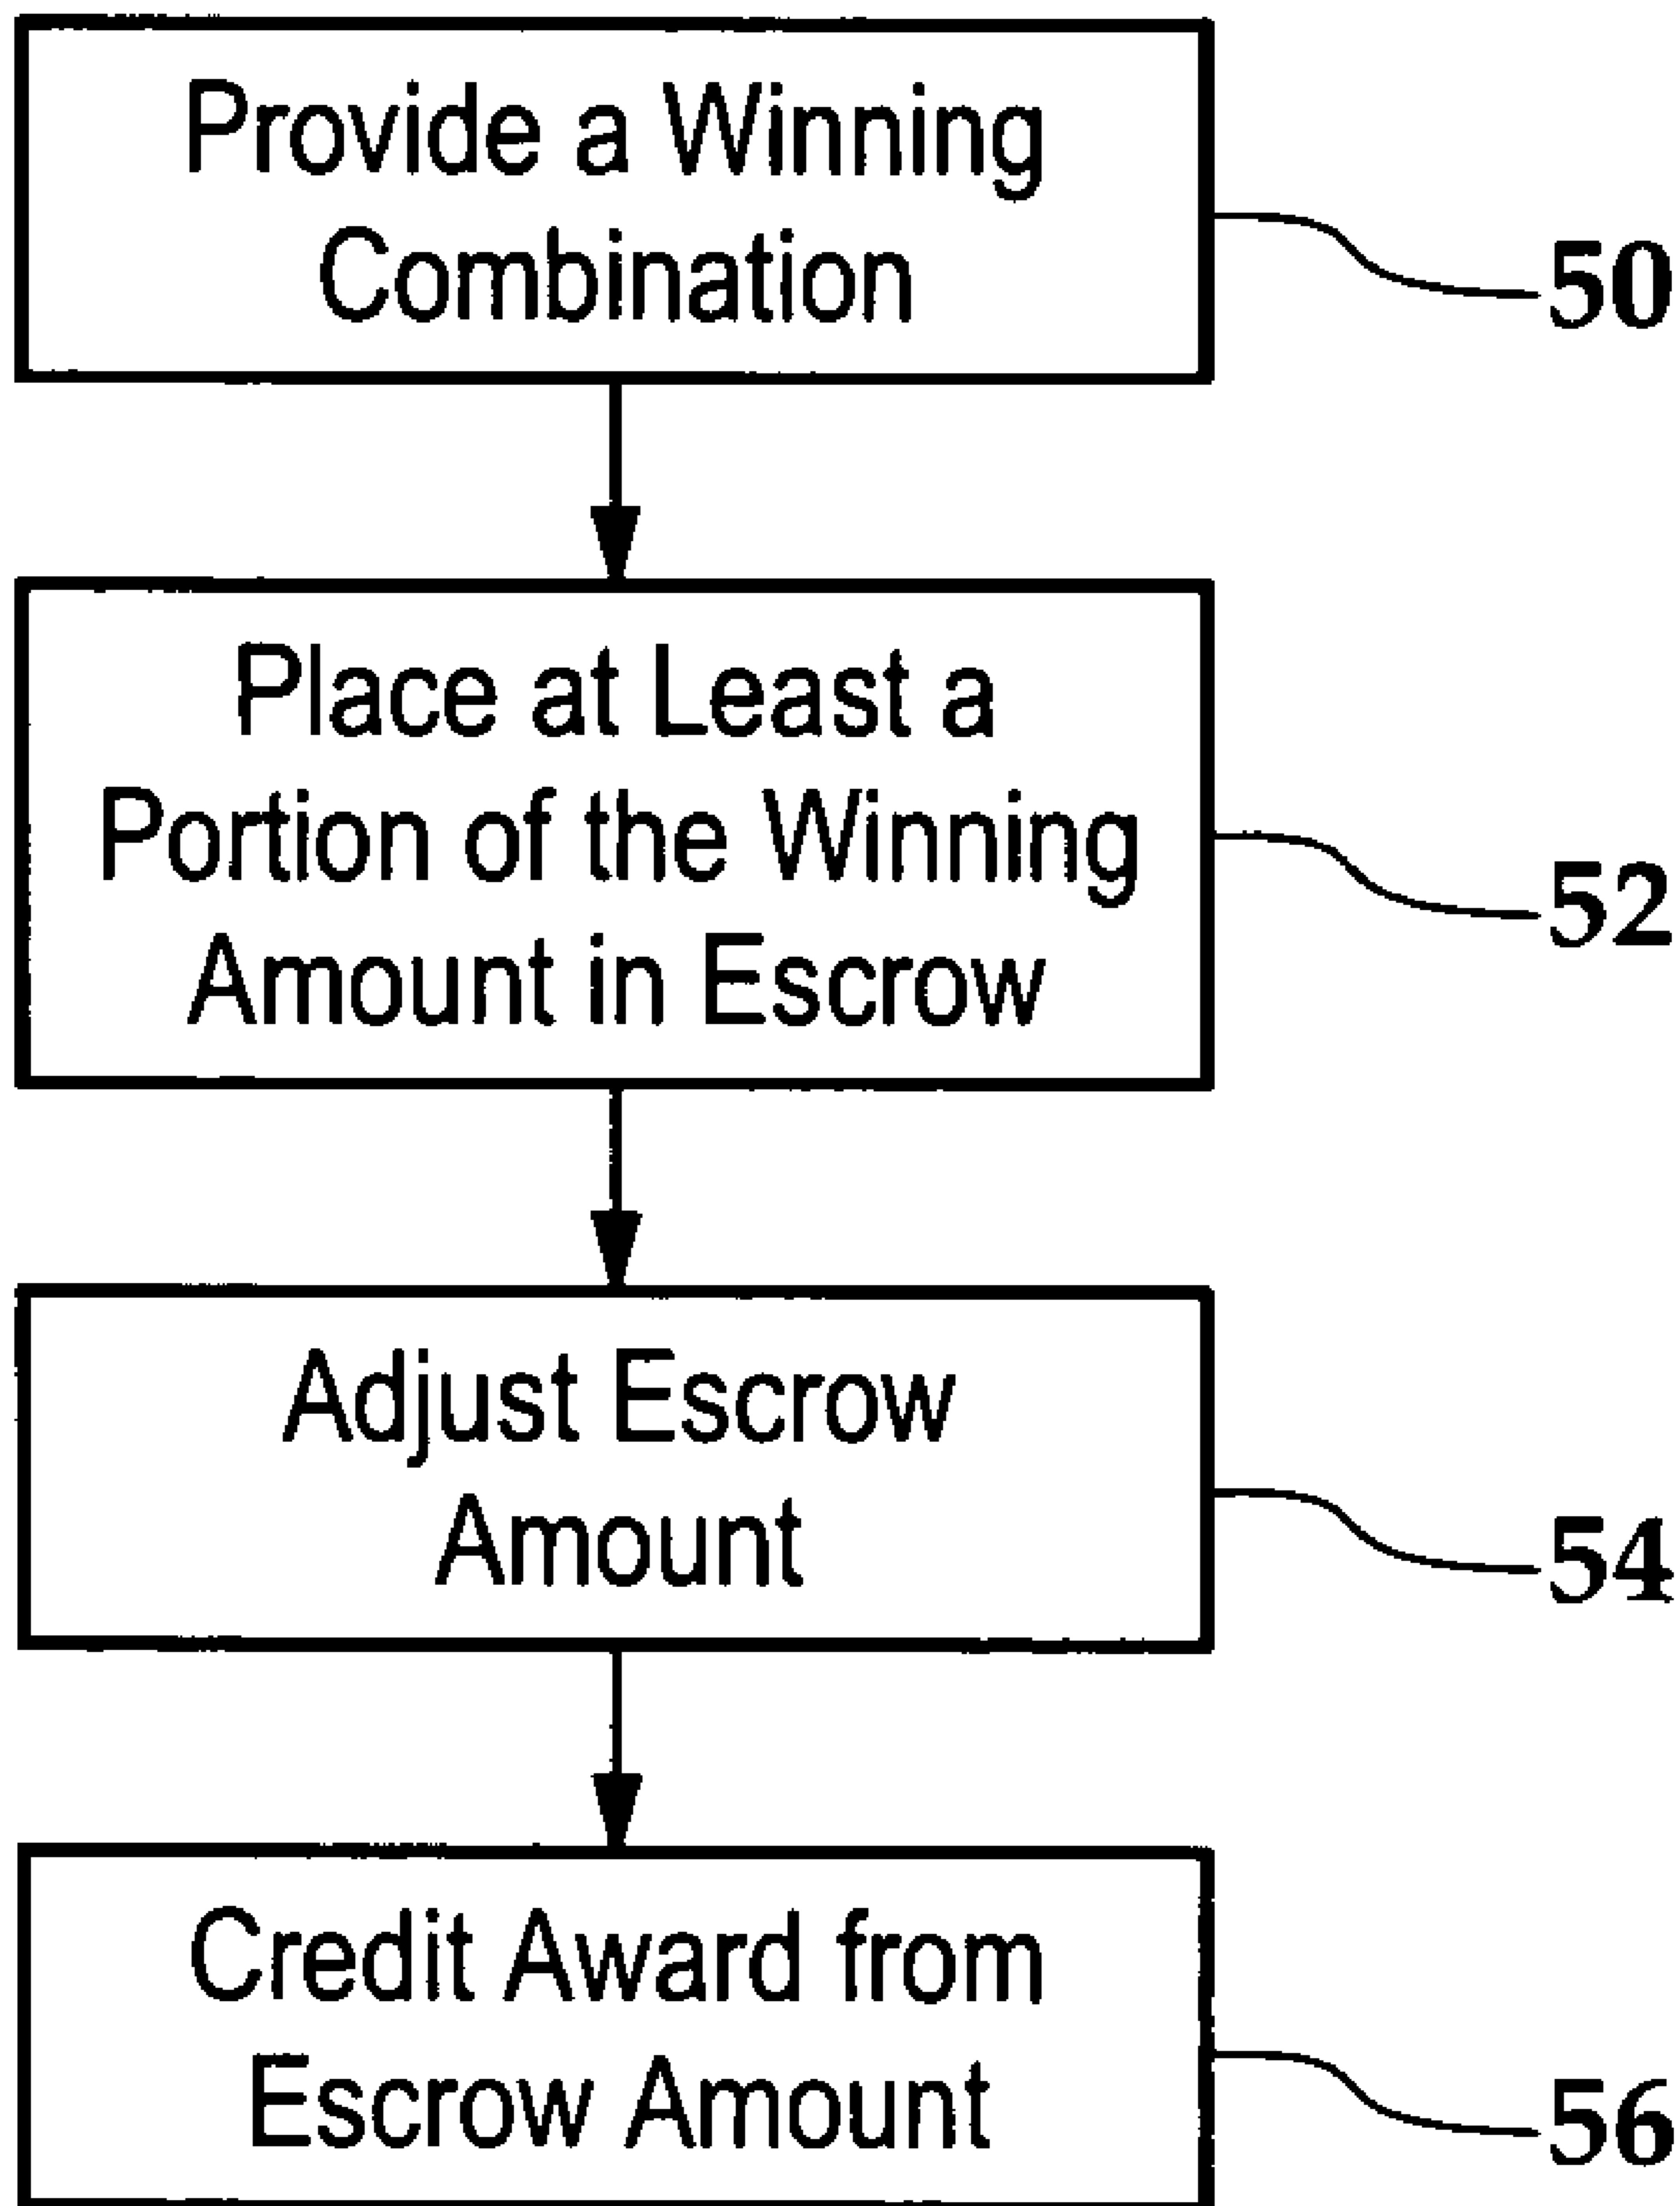 Provide a Winning
Combination
50
Place at Least a
Portion of the Winning
Amount in Escrow
52
Adjust Escrow
Amount
54
Credit Award from
Escrow Amount
56